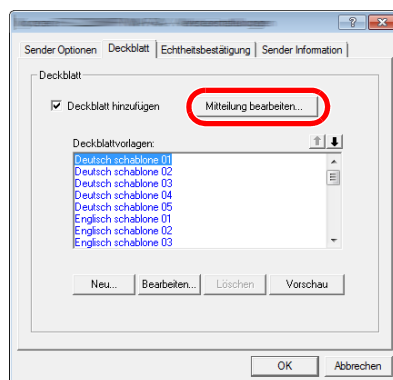 Sender Optionen Deckblatt Echtheitsbestätigung Sender Information
Deckblatt
Deckblatt hinzufügen Mitteilung bearbeiten...
Deckblattvorlagen:
Deutsch schablone 01
Deutsch schablone 02
Deutsch schablone 03
Deutsch schablone 04
Deutsch schablone 05
Englisch schablone 01
Englisch schablone 02
Englisch schablone 03
Neu... Bearbeiten... Löschen Vorschau
OK Abbrechen